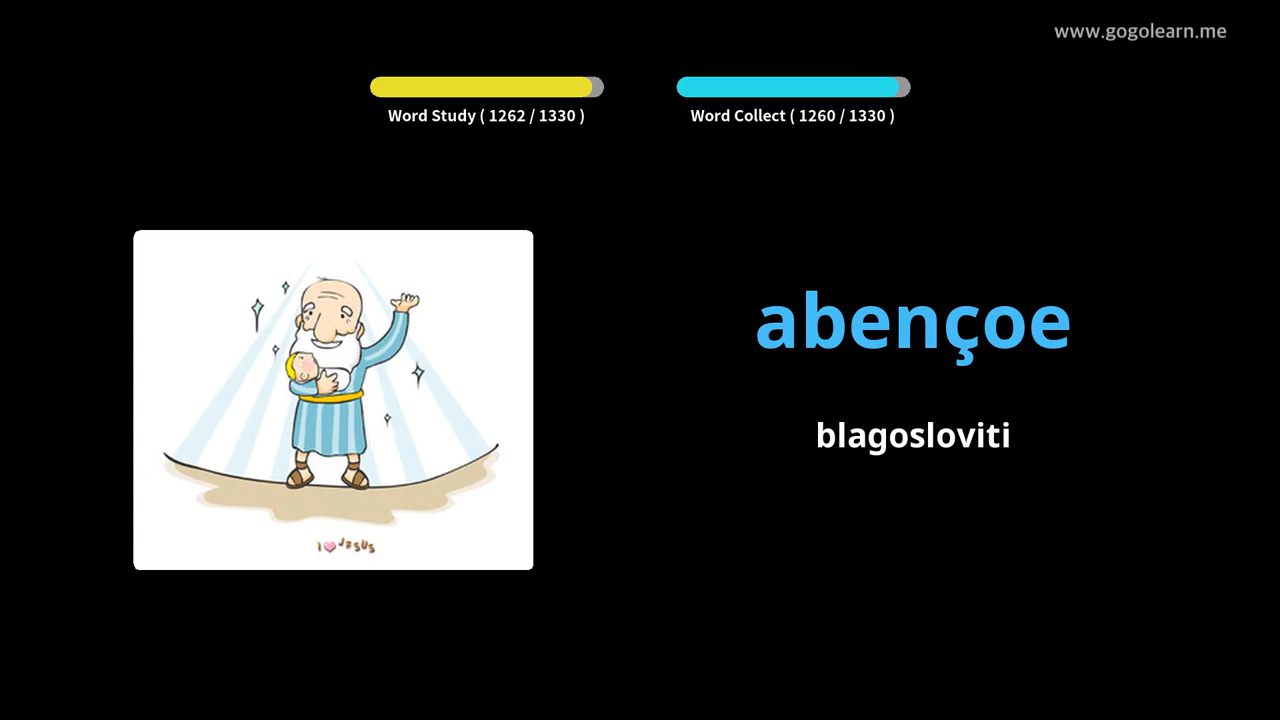 www.gogolearn.me
Word Study ( 1262 / 1330 )
Word Collect ( 1260 / 1330 )
abençoe
blagosloviti
I ♥ JESUS